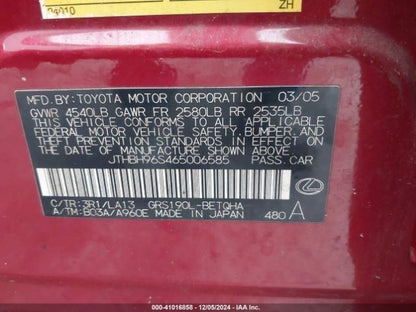 04010
ZH
MFD.BY:TOYOTA MOTOR CORPORATION 03/05
GVWR 4540LB GAWR FR 2580LB RR 2535LB
THIS VEHICLE CONFORMS TO ALL APPLICABLE
FEDERAL MOTOR VEHICLE SAFETY, BUMPER, AND
THEFT PREVENTION STANDARDS IN EFFECT ON
THE DATE OF MANUFACTURE SHOWN ABOVE.
JTHBH96S465006585 PASS. CAR
C/TR:3R1/LA13 GRS190L-BETQHA
A/TM:B03A/A960E MADE IN JAPAN 480 A
©-41016858 12/05/2024 - IAA Inc.